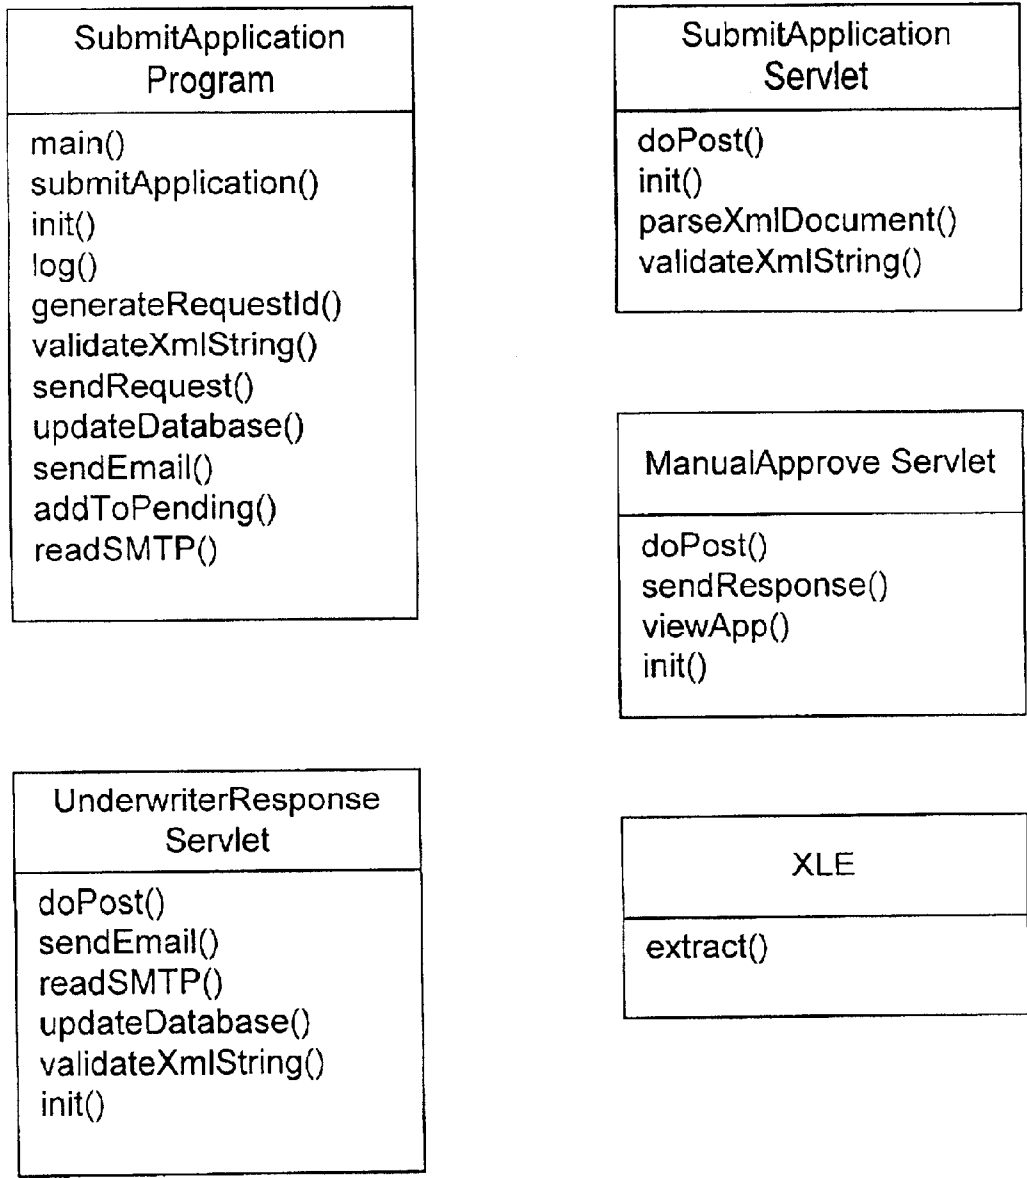 SubmitApplication
Program
main()
submitApplication()
init()
log()
generateRequestId()
validateXmlString()
sendRequest()
updateDatabase()
sendEmail()
addToPending()
readSMTP()
SubmitApplication
Servlet
doPost()
init()
parseXmlDocument()
validateXmlString()
ManualApprove Servlet
doPost()
sendResponse()
viewApp()
init()
UnderwriterResponse
Servlet
doPost()
sendEmail()
readSMTP()
updateDatabase()
validateXmlString()
init()
XLE
extract()